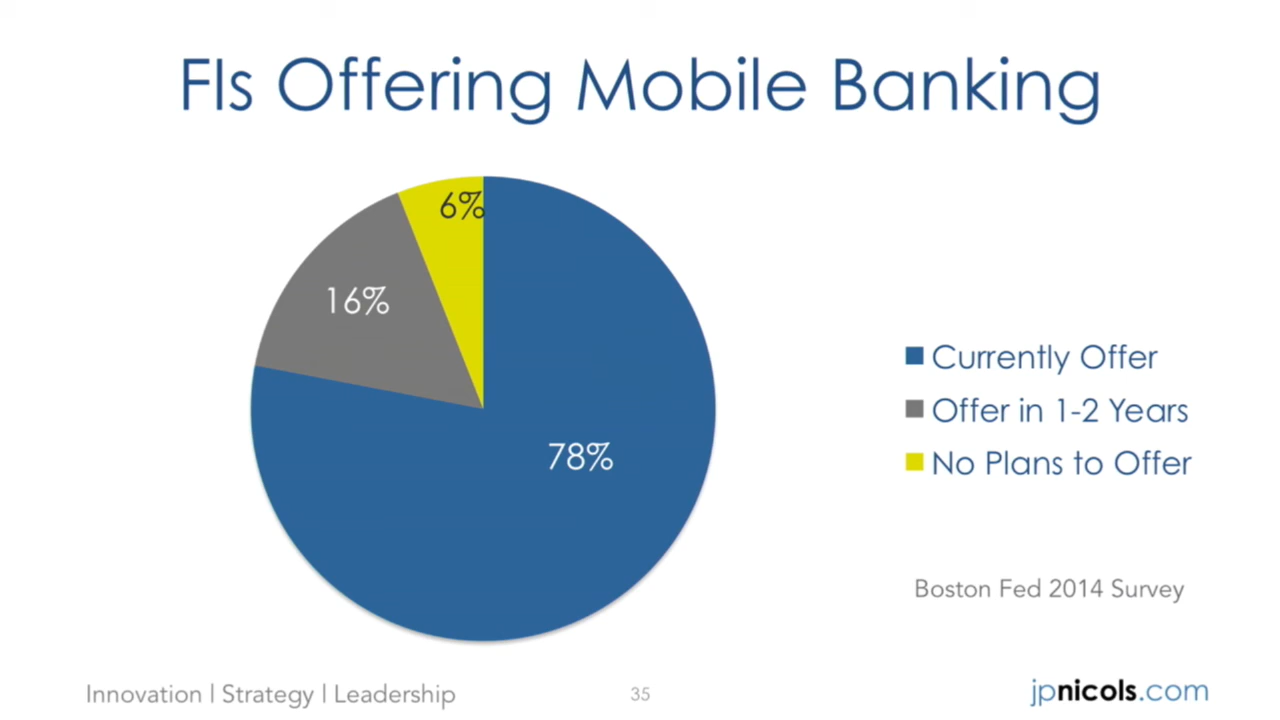 FIs Offering Mobile Banking
6%
16%
78%
Currently Offer
Offer in 1-2 Years
No Plans to Offer
Boston Fed 2014 Survey
Innovation | Strategy | Leadership
35
jpnicols.com